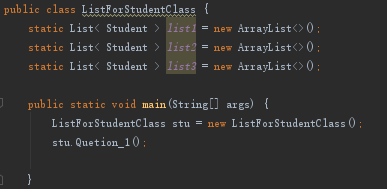 public class ListForStudentClass {
static List< Student > list1 = new ArrayList<>();
static List< Student > list2 = new ArrayList<>();
static List< Student > list3 = new ArrayList<>();
public static void main(String[] args) {
ListForStudentClass stu = new ListForStudentClass();
stu.Quetion_1();
}